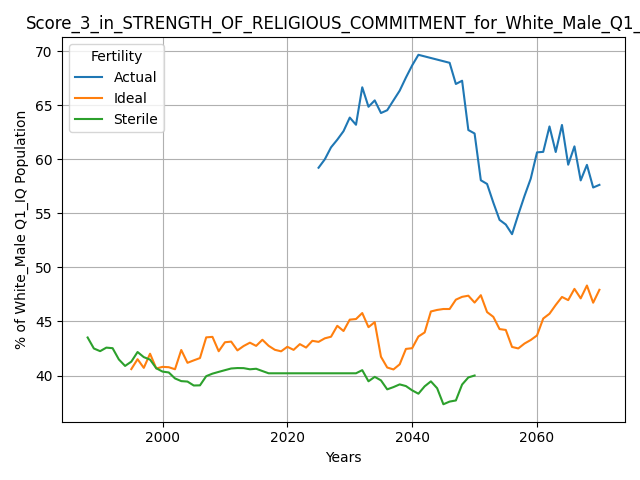 Score_3_in_STRENGTH_OF_RELIGIOUS_COMMITMENT_for_White_Male_Q1_
Fertility
Actual
Ideal
Sterile
% of White_Male Q1_IQ Population
70
65
60
55
50
45
40
2000
2020
2040
2060
Years